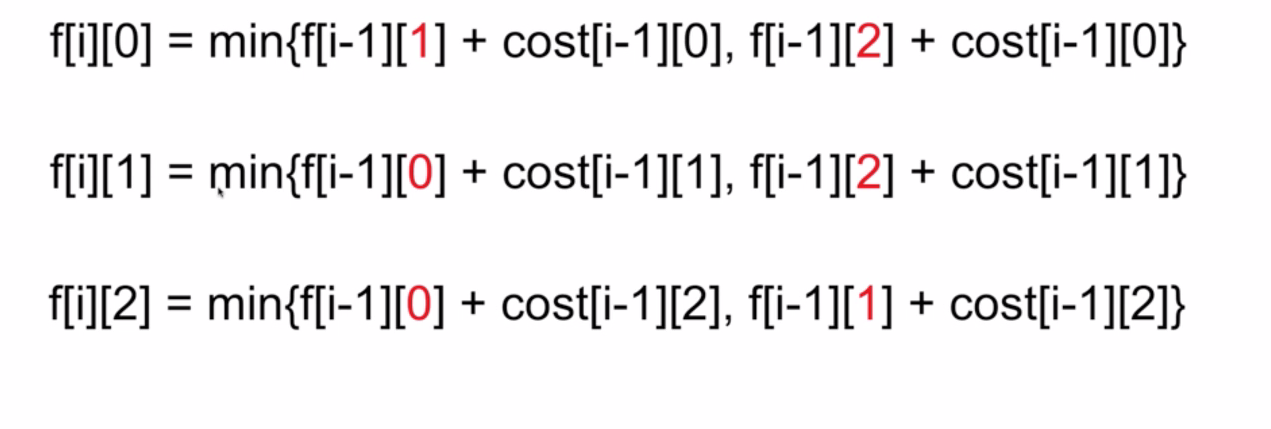 f[i][0] = min{f[i-1][1] + cost[i-1][0], f[i-1][2] + cost[i-1][0]}
f[i][1] = min{f[i-1][0] + cost[i-1][1], f[i-1][2] + cost[i-1][1]}
f[i][2] = min{f[i-1][0] + cost[i-1][2], f[i-1][1] + cost[i-1][2]}